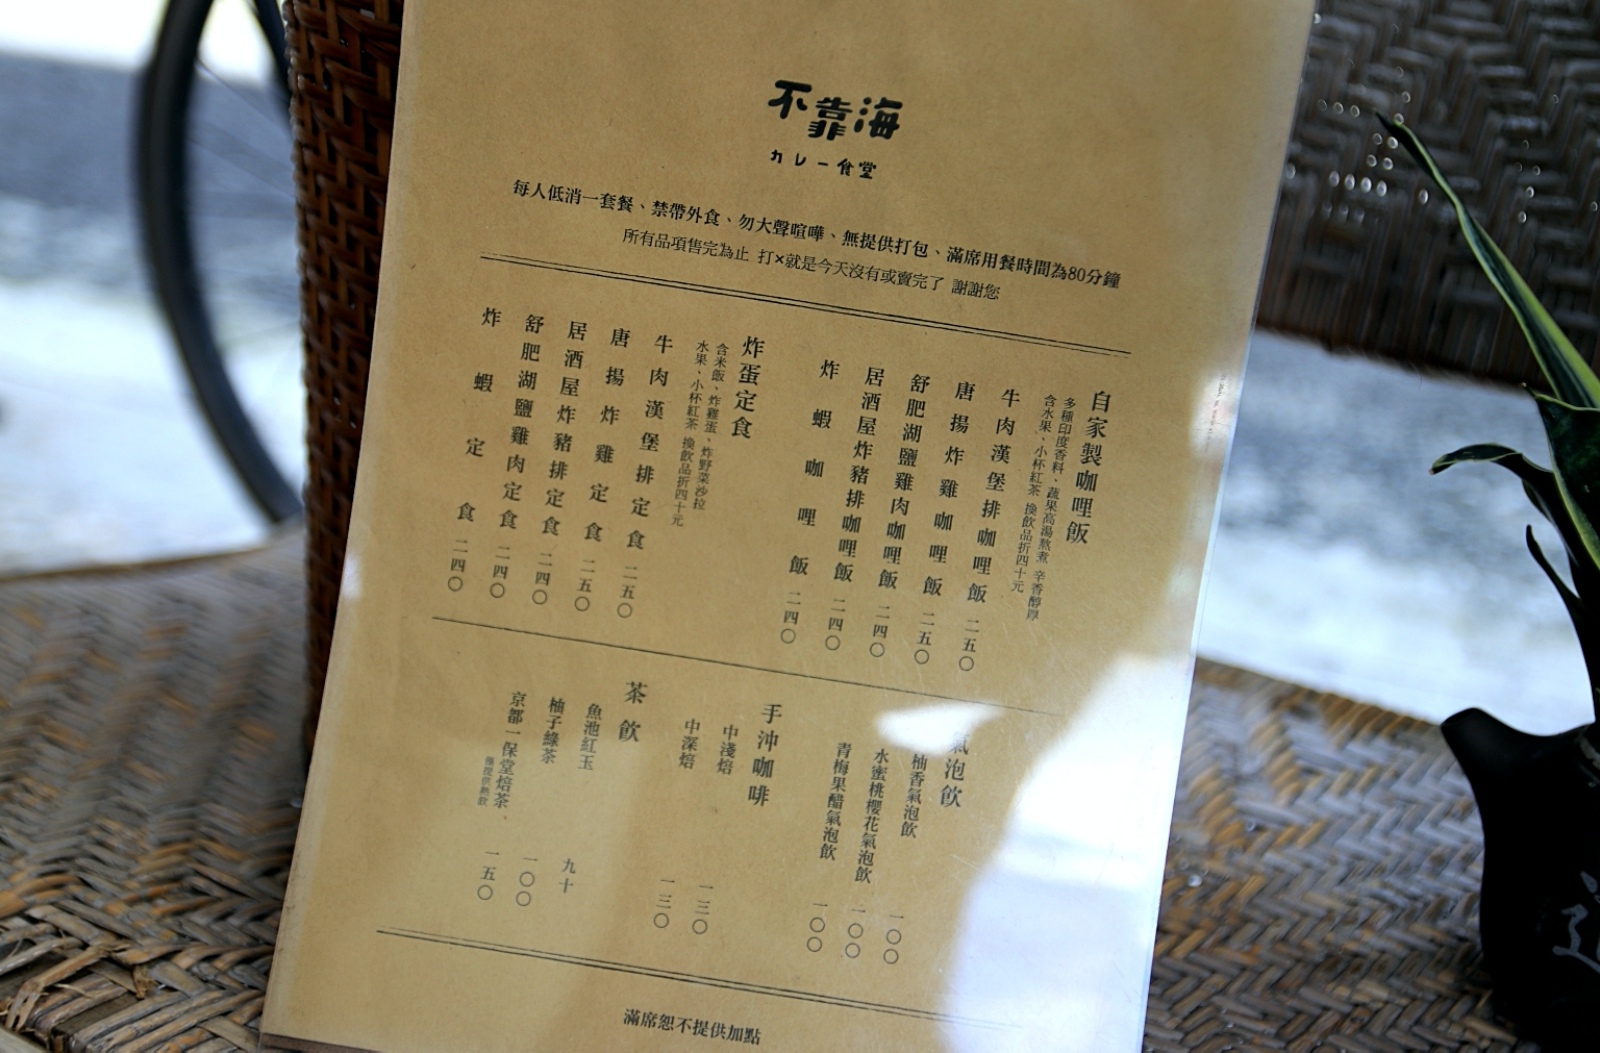 不靠海
カレー食堂
每人低消一套餐、禁帶外食、勿大聲喧嘩、無提供打包、滿席用餐時間為80分鐘
所有品項售完為止 打×就是今天沒有或賣完了 謝謝您
自家製咖哩飯
多種印度香料、蔬果高湯熬煮 辛香醇厚
含水果、小杯紅茶 換飲品折四十元
牛肉漢堡排咖哩飯 二五〇
唐揚炸雞咖哩飯 二五〇
舒肥湖鹽雞肉咖哩飯 二四〇
居酒屋炸豬排咖哩飯 二四〇
炸蝦咖哩飯 二四〇
炸蛋定食
含米飯、炸雞蛋、炸野菜沙拉
水果、小杯紅茶 換飲品折四十元
牛肉漢堡排定食 二五〇
唐揚炸雞定食 二五〇
居酒屋炸豬排定食 二四〇
舒肥湖鹽雞肉定食 二四〇
炸蝦定食 二四〇
氣泡飲
柚香氣泡飲 一〇〇
水蜜桃櫻花氣泡飲 一〇〇
青梅果醋氣泡飲 一〇〇
手沖咖啡
中淺焙 一三〇
中深焙 一三〇
茶飲
魚池紅玉 九十
柚子綠茶 一〇〇
京都一保堂焙茶、僅提供熱飲 一五〇
滿席恕不提供加點